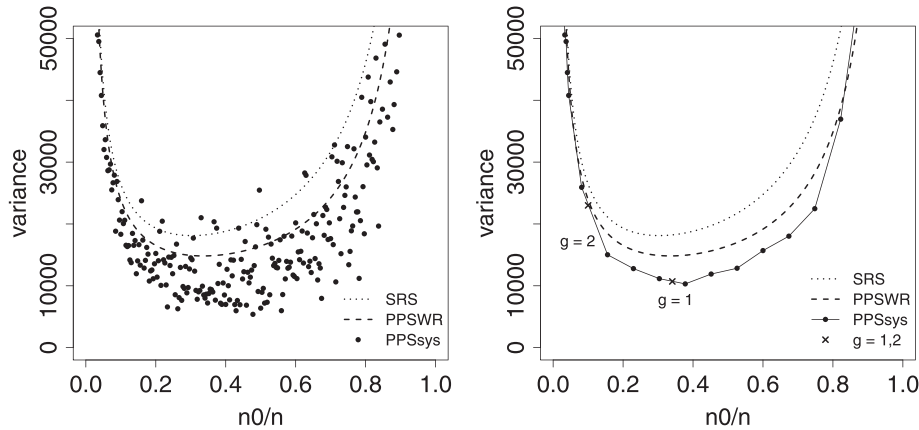 variance
50000
30000
10000
0
SRS
PPSWR
PPSsys
0.0 0.2 0.4 0.6 0.8 1.0
n0/n
variance
50000
30000
10000
0
g = 2
g = 1
SRS
PPSWR
PPSsys
g = 1,2
0.0 0.2 0.4 0.6 0.8 1.0
n0/n